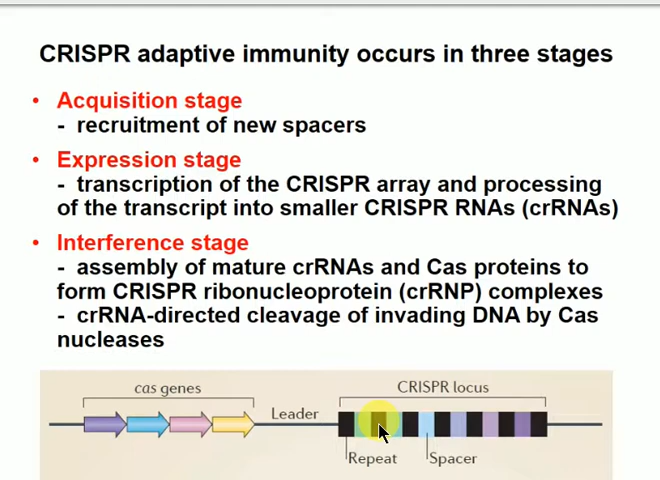 CRISPR adaptive immunity occurs in three stages
• Acquisition stage
- recruitment of new spacers
• Expression stage
- transcription of the CRISPR array and processing
of the transcript into smaller CRISPR RNAs (crRNAs)
• Interference stage
- assembly of mature crRNAs and Cas proteins to
form CRISPR ribonucleoprotein (crRNP) complexes
- crRNA-directed cleavage of invading DNA by Cas
nucleases
cas genes
CRISPR locus
Leader
Repeat
Spacer